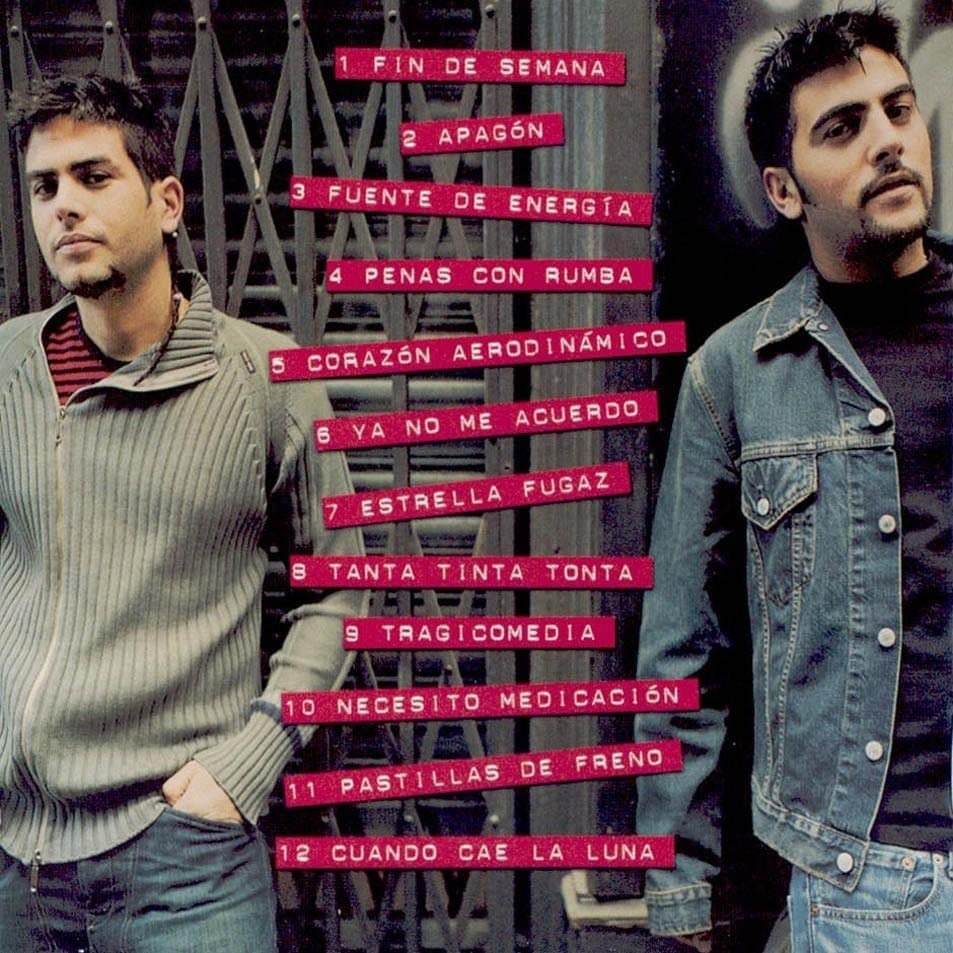 1 FIN DE SEMANA
2 APAGÓN
3 FUENTE DE ENERGÍA
4 PENAS CON RUMBA
5 CORAZÓN AERODINÁMICO
6 YA NO ME ACUERDO
7 ESTRELLA FUGAZ
8 TANTA TINTA TONTA
9 TRAGICOMEDIA
10 NECESITO MEDICACIÓN
11 PASTILLAS DE FRENO
12 CUANDO CAE LA LUNA